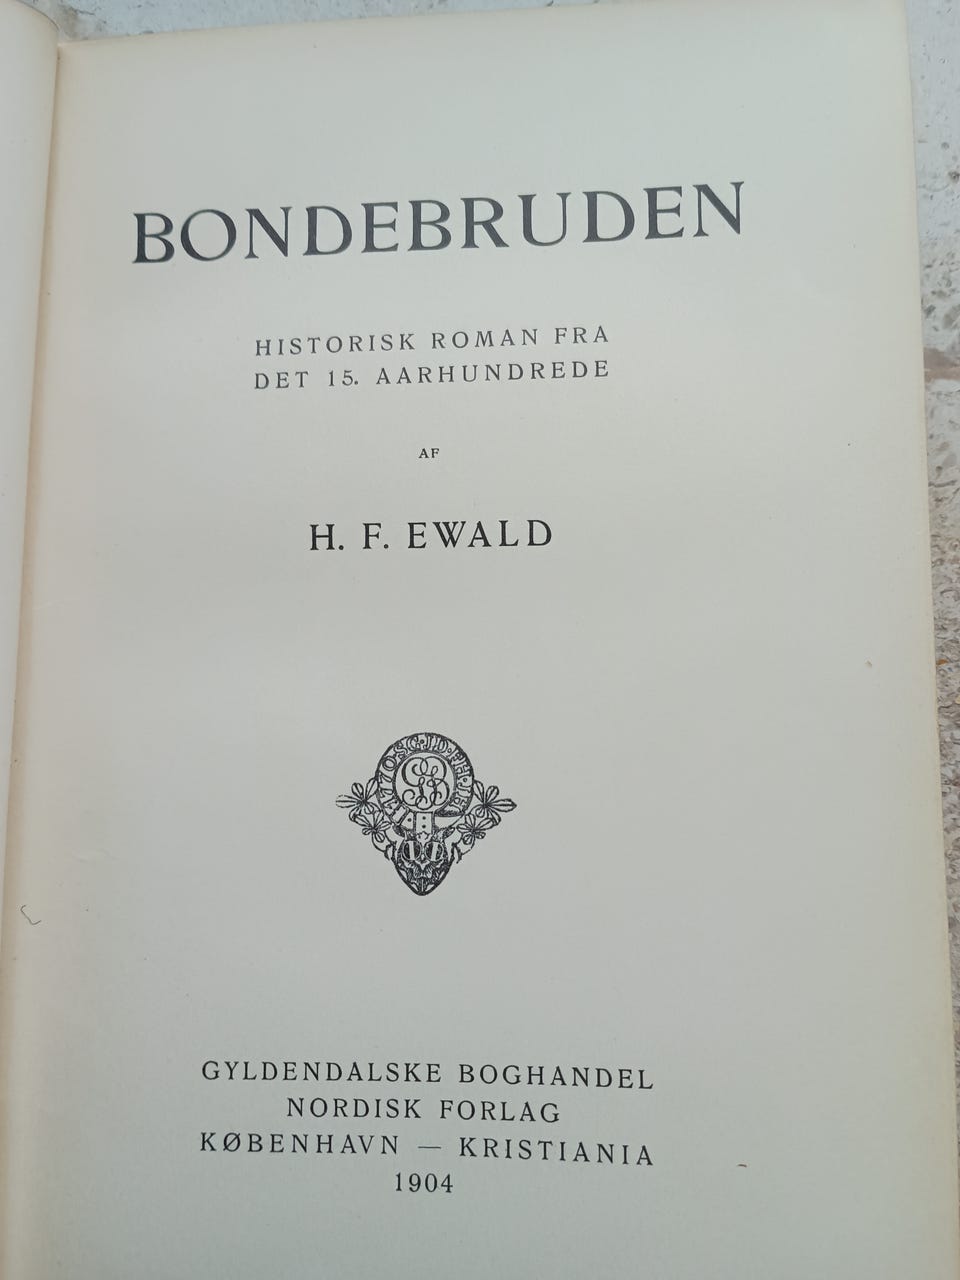 BONDEBRUDEN
HISTORISK ROMAN FRA
DET 15. AARHUNDREDE
AF
H. F. EWALD
GYLDENDALSKE BOGHANDEL
NORDISK FORLAG
KØBENHAVN — KRISTIANIA
1904